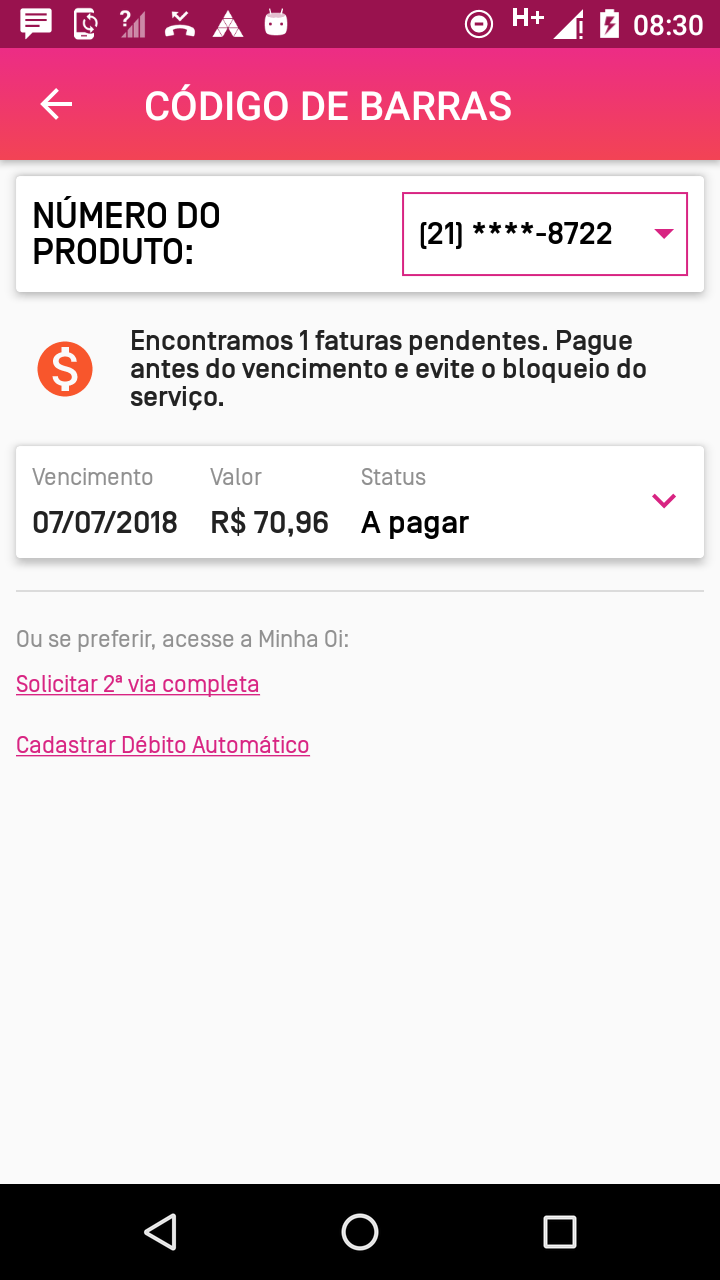 H+ 08:30
CÓDIGO DE BARRAS
NÚMERO DO
PRODUTO:
(21) ****-8722
Encontramos 1 faturas pendentes. Pague
antes do vencimento e evite o bloqueio do
serviço.
Vencimento Valor Status
07/07/2018 R$ 70,96 A pagar
Ou se preferir, acesse a Minha Oi:
Solicitar 2ª via completa
Cadastrar Débito Automático